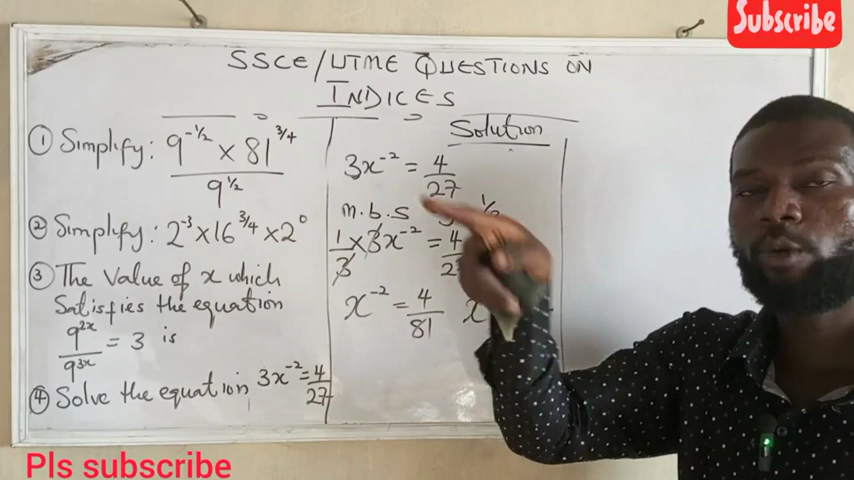 Subscribe
SSCE/UTME QUESTIONS ON
INDICES
① Simplify: 9^-½ × 81^3/4
9^½
② Simplify: 2^-3 × 16^3/4 × 2^0
③ The value of x which
satisfies the equation
9^2x
/9^3x = 3 is
④ Solve the equation 3x^-2 = 4/27
Solution
3x^-2 = 4/27
m.b.s
1/3 × 3x^-2 = 4
x^-2 = 4/81
Pls subscribe